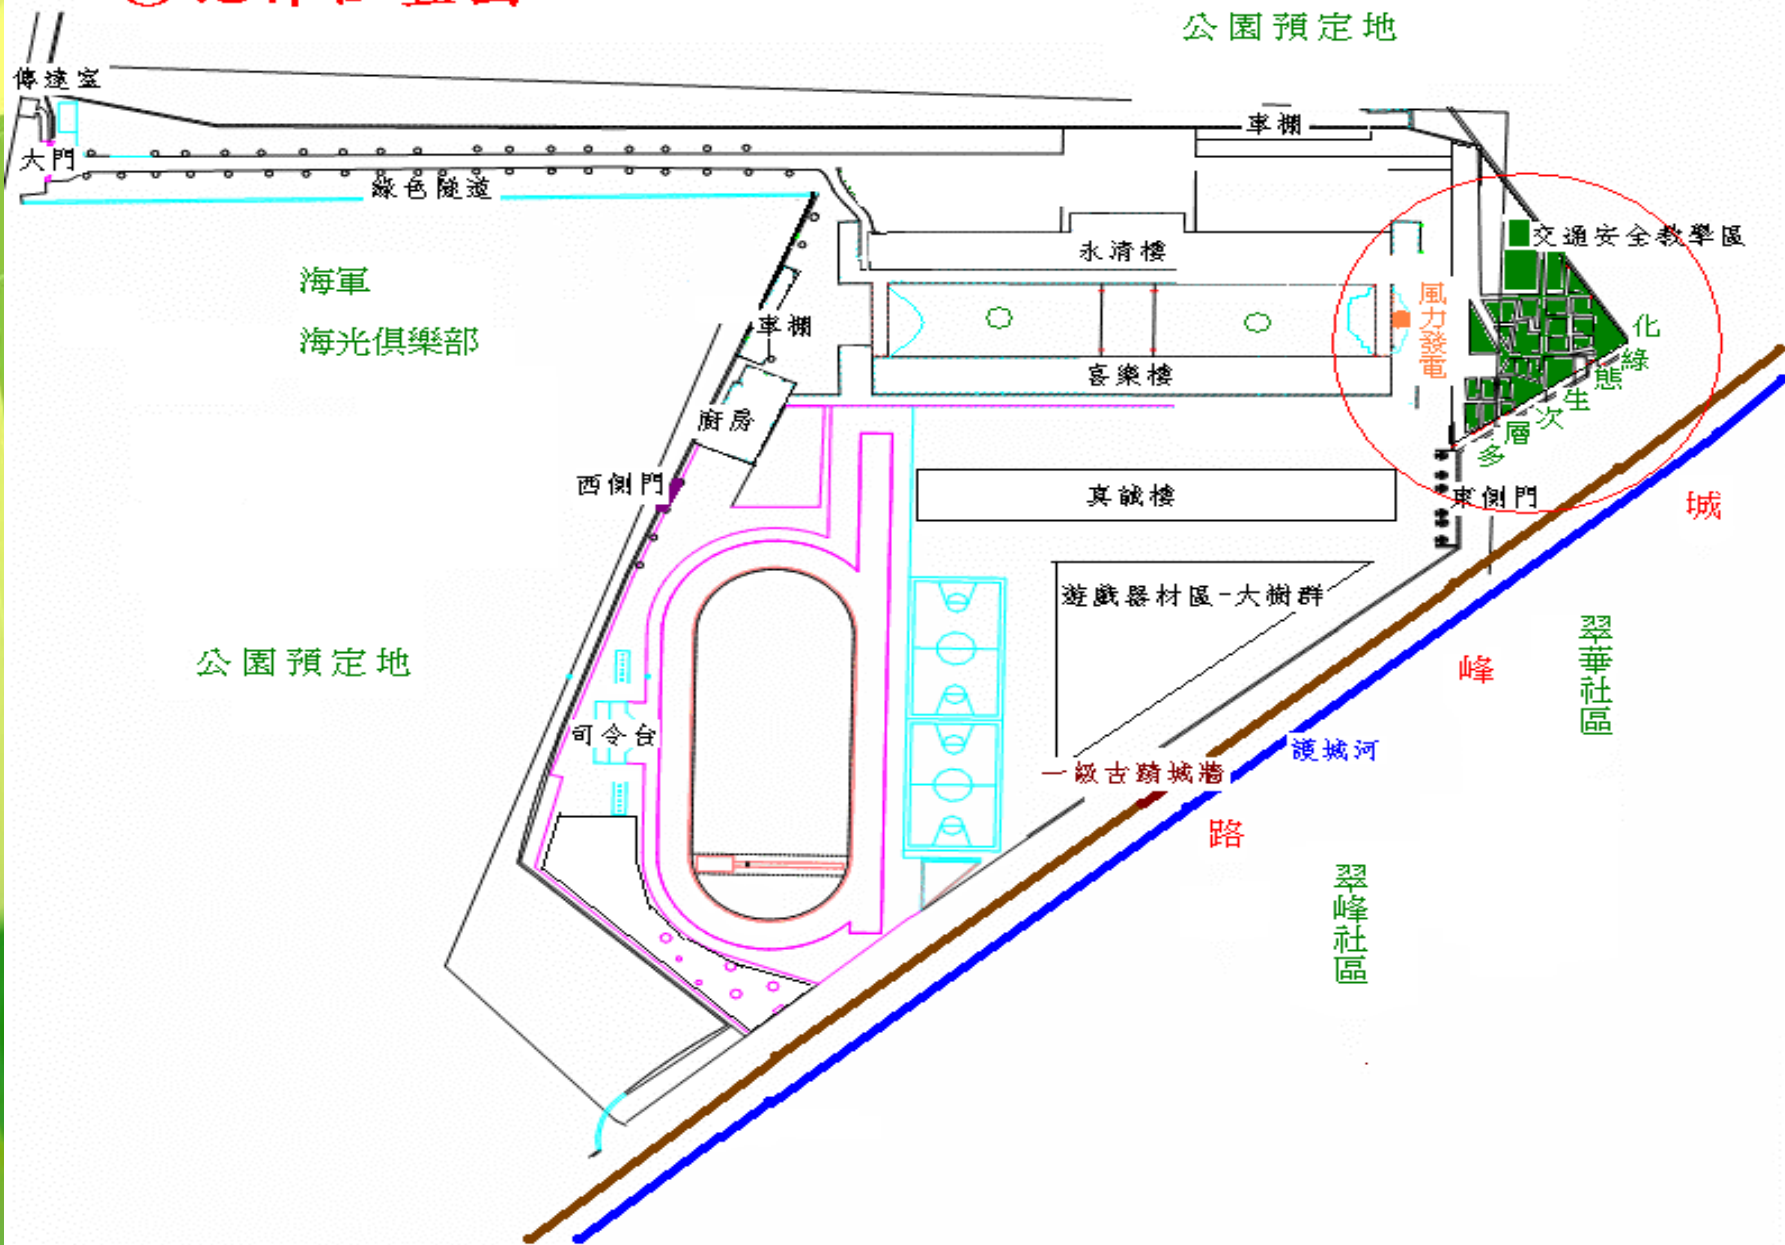 公園預定地
傳達室
車棚
大門
綠色隧道
交通安全教學區
永清樓
海軍
海光俱樂部
風力發電
車棚
喜樂樓
多層次生態綠化
廚房
西側門
真誠樓
東側門
城峰路
遊戲器材區-大樹群
翠華社區
公園預定地
司令台
護城河
一級古蹟城牆
翠峰社區